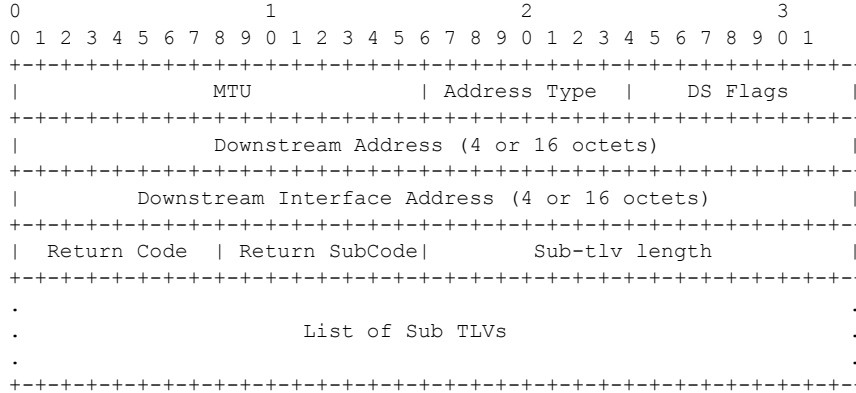 0                   1                   2                   3
0 1 2 3 4 5 6 7 8 9 0 1 2 3 4 5 6 7 8 9 0 1 2 3 4 5 6 7 8 9 0 1
+-+-+-+-+-+-+-+-+-+-+-+-+-+-+-+-+-+-+-+-+-+-+-+-+-+-+-+-+-+-+-+-+-
|               MTU             | Address Type  |    DS Flags     |
+-+-+-+-+-+-+-+-+-+-+-+-+-+-+-+-+-+-+-+-+-+-+-+-+-+-+-+-+-+-+-+-+-
|               Downstream Address (4 or 16 octets)               |
+-+-+-+-+-+-+-+-+-+-+-+-+-+-+-+-+-+-+-+-+-+-+-+-+-+-+-+-+-+-+-+-+-
|         Downstream Interface Address (4 or 16 octets)           |
+-+-+-+-+-+-+-+-+-+-+-+-+-+-+-+-+-+-+-+-+-+-+-+-+-+-+-+-+-+-+-+-+-
|  Return Code  | Return SubCode|        Sub-tlv length           |
+-+-+-+-+-+-+-+-+-+-+-+-+-+-+-+-+-+-+-+-+-+-+-+-+-+-+-+-+-+-+-+-+-
.                                                                 .
.                      List of Sub TLVs                           .
.                                                                 .
+-+-+-+-+-+-+-+-+-+-+-+-+-+-+-+-+-+-+-+-+-+-+-+-+-+-+-+-+-+-+-+-+-